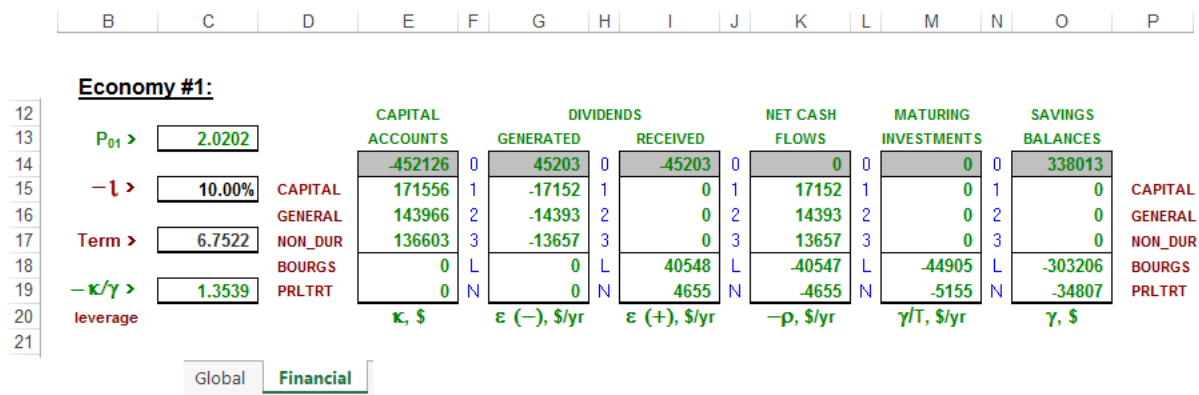 B C D E F G H I J K L M N O P
Economy #1:
12 CAPITAL DIVIDENDS NET CASH MATURING SAVINGS
13 P01 > 2.0202 ACCOUNTS GENERATED RECEIVED FLOWS INVESTMENTS BALANCES
14 -452126 0 45203 0 -45203 0 0 0 0 0 338013
15 −ι > 10.00% CAPITAL 171556 1 -17152 1 0 1 17152 1 0 1 0 CAPITAL
16 GENERAL 143966 2 -14393 2 0 2 14393 2 0 2 0 GENERAL
17 Term > 6.7522 NON_DUR 136603 3 -13657 3 0 3 13657 3 0 3 0 NON_DUR
18 BOURGS 0 L 0 L 40548 L -40547 L -44905 L -303206 BOURGS
19 −κ/γ > 1.3539 PRLTRT 0 N 0 N 4655 N -4655 N -5155 N -34807 PRLTRT
20 leverage κ, $ ε (−), $/yr ε (+), $/yr −ρ, $/yr γ/T, $/yr γ, $
21
Global Financial